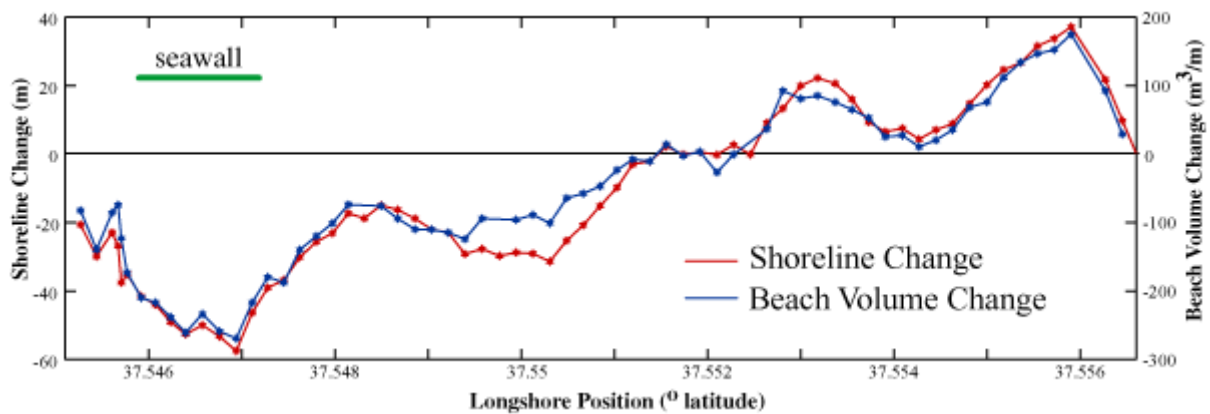 40
20
0
-20
-40
-60
Shoreline Change (m)
seawall
Shoreline Change
Beach Volume Change
200
100
0
-100
-200
-300
Beach Volume Change (m³/m)
37.546 37.548 37.55 37.552 37.554 37.556
Longshore Position (º latitude)